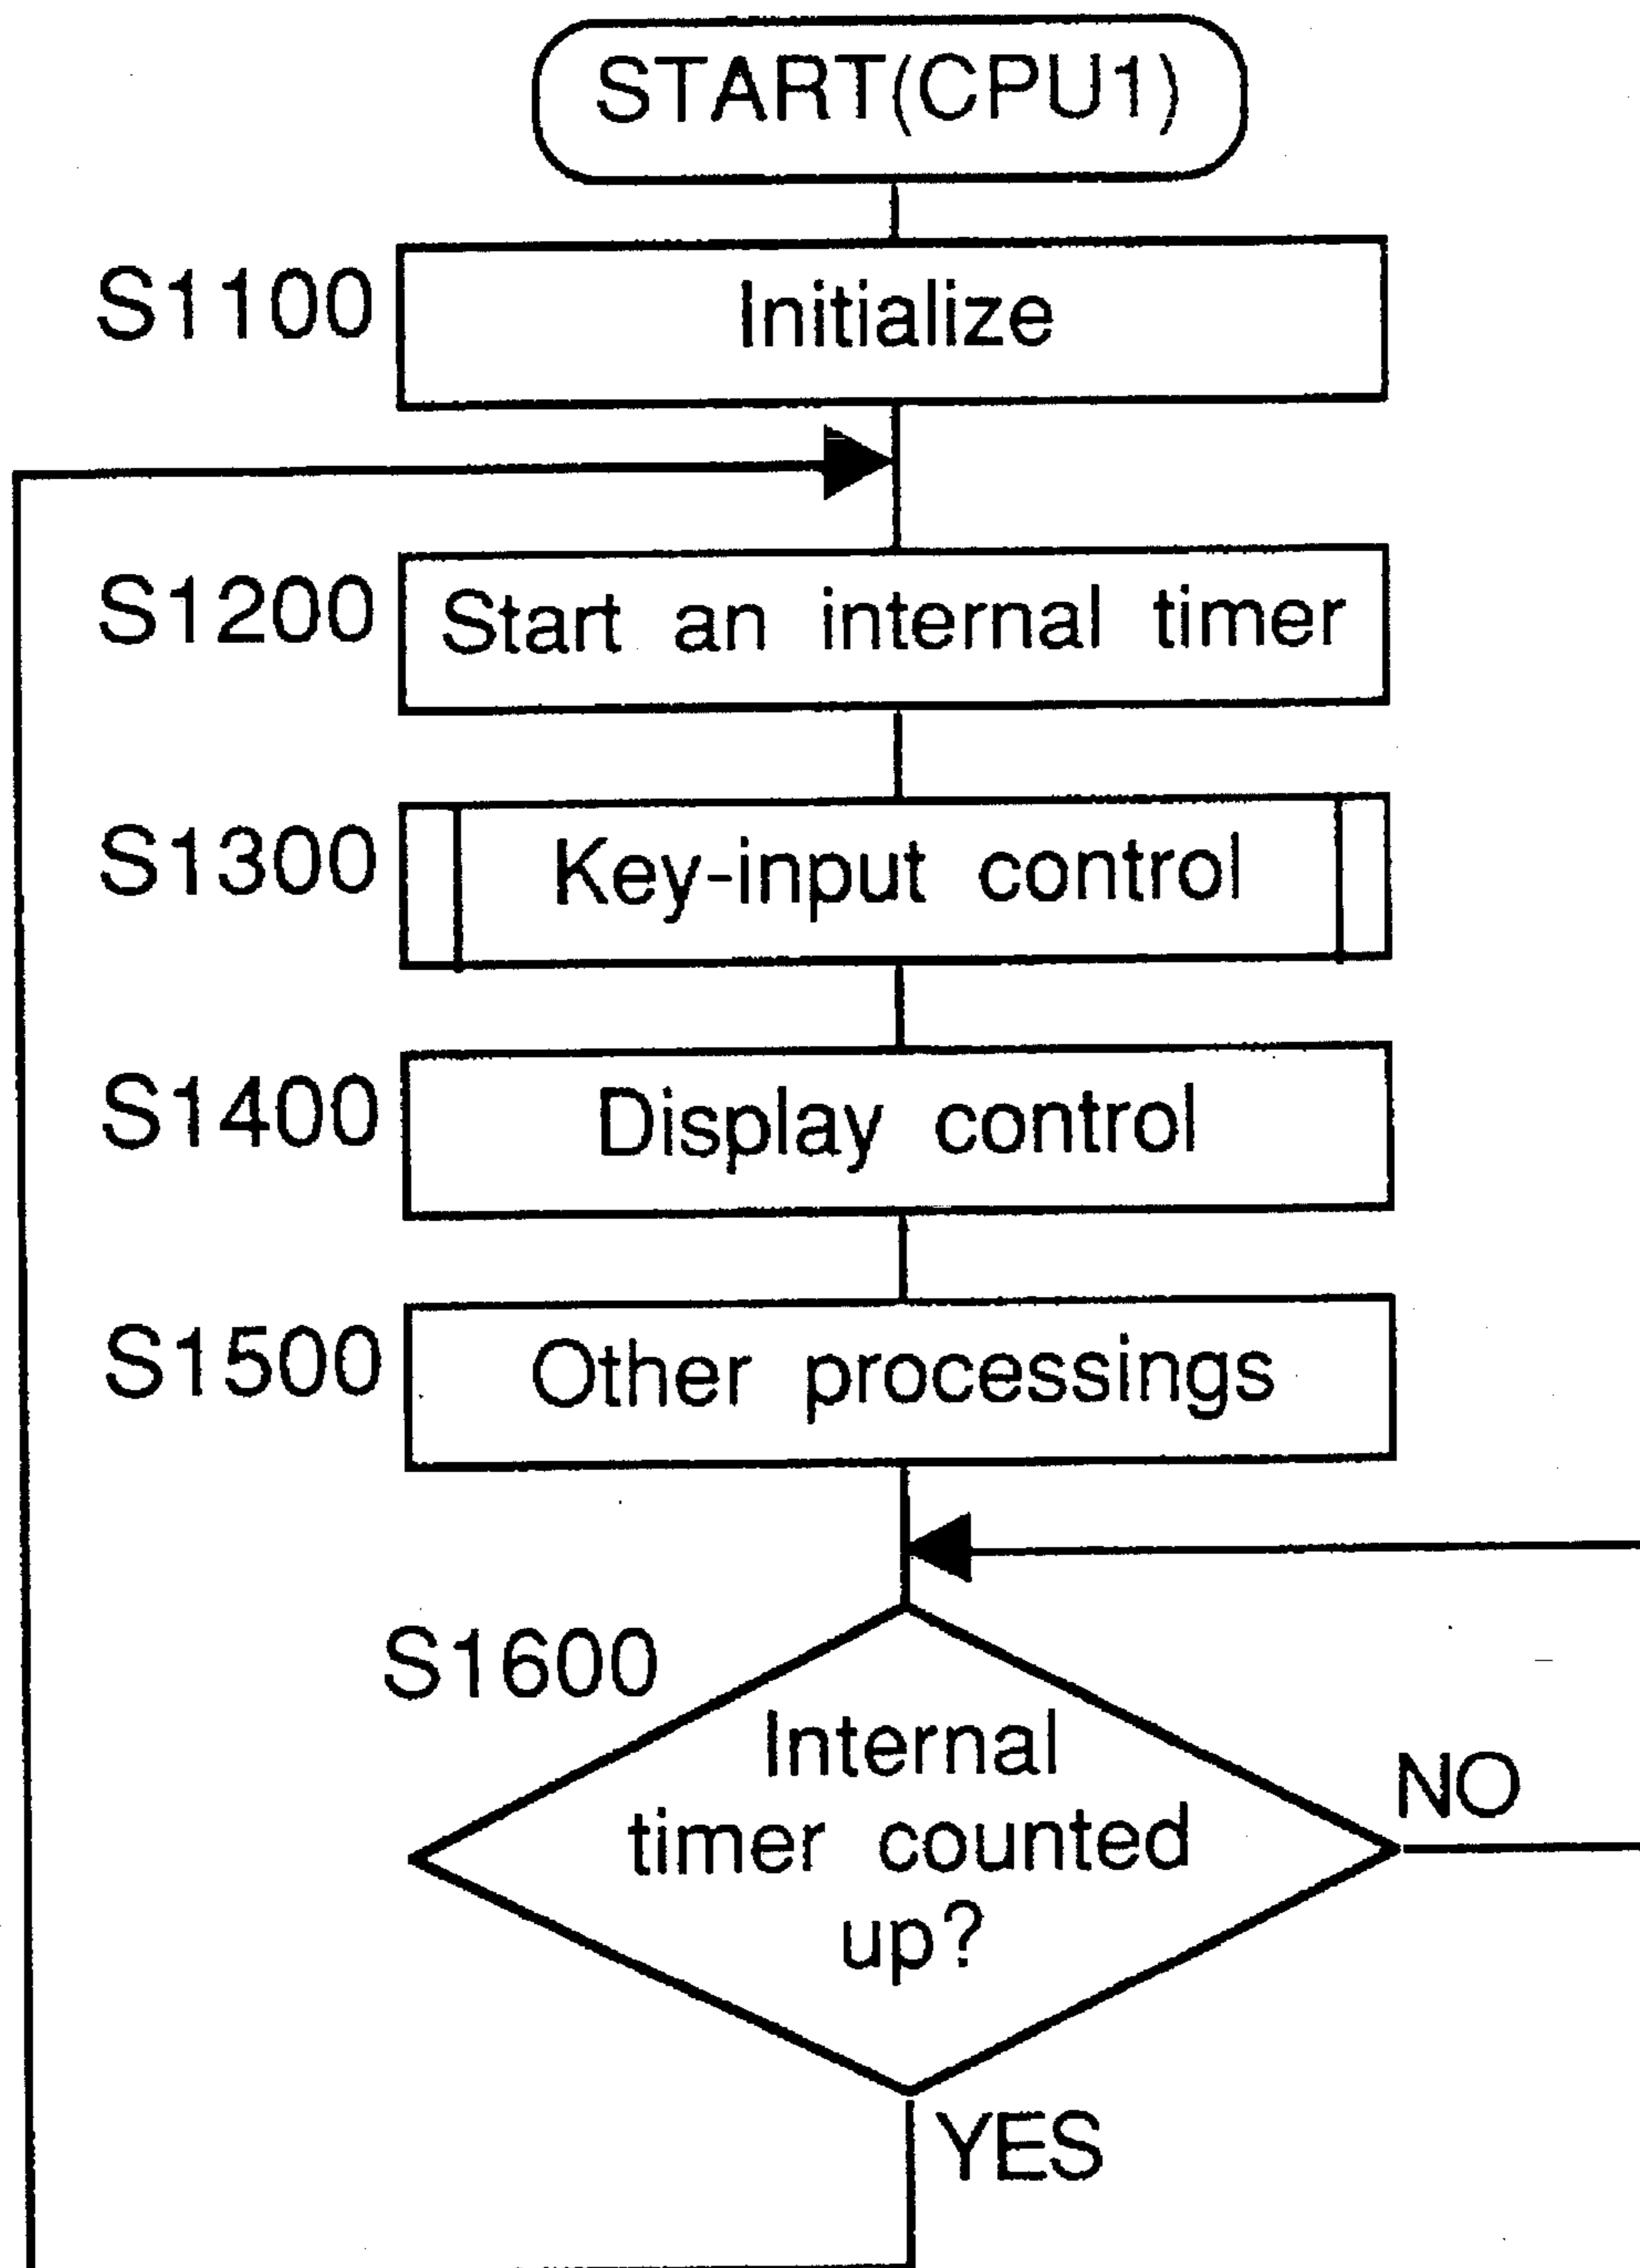 START(CPU1)
S1100
Initialize
S1200
Start an internal timer
S1300
Key-input control
S1400
Display control
S1500
Other processings
S1600
Internal
timer counted
up?
NO
YES